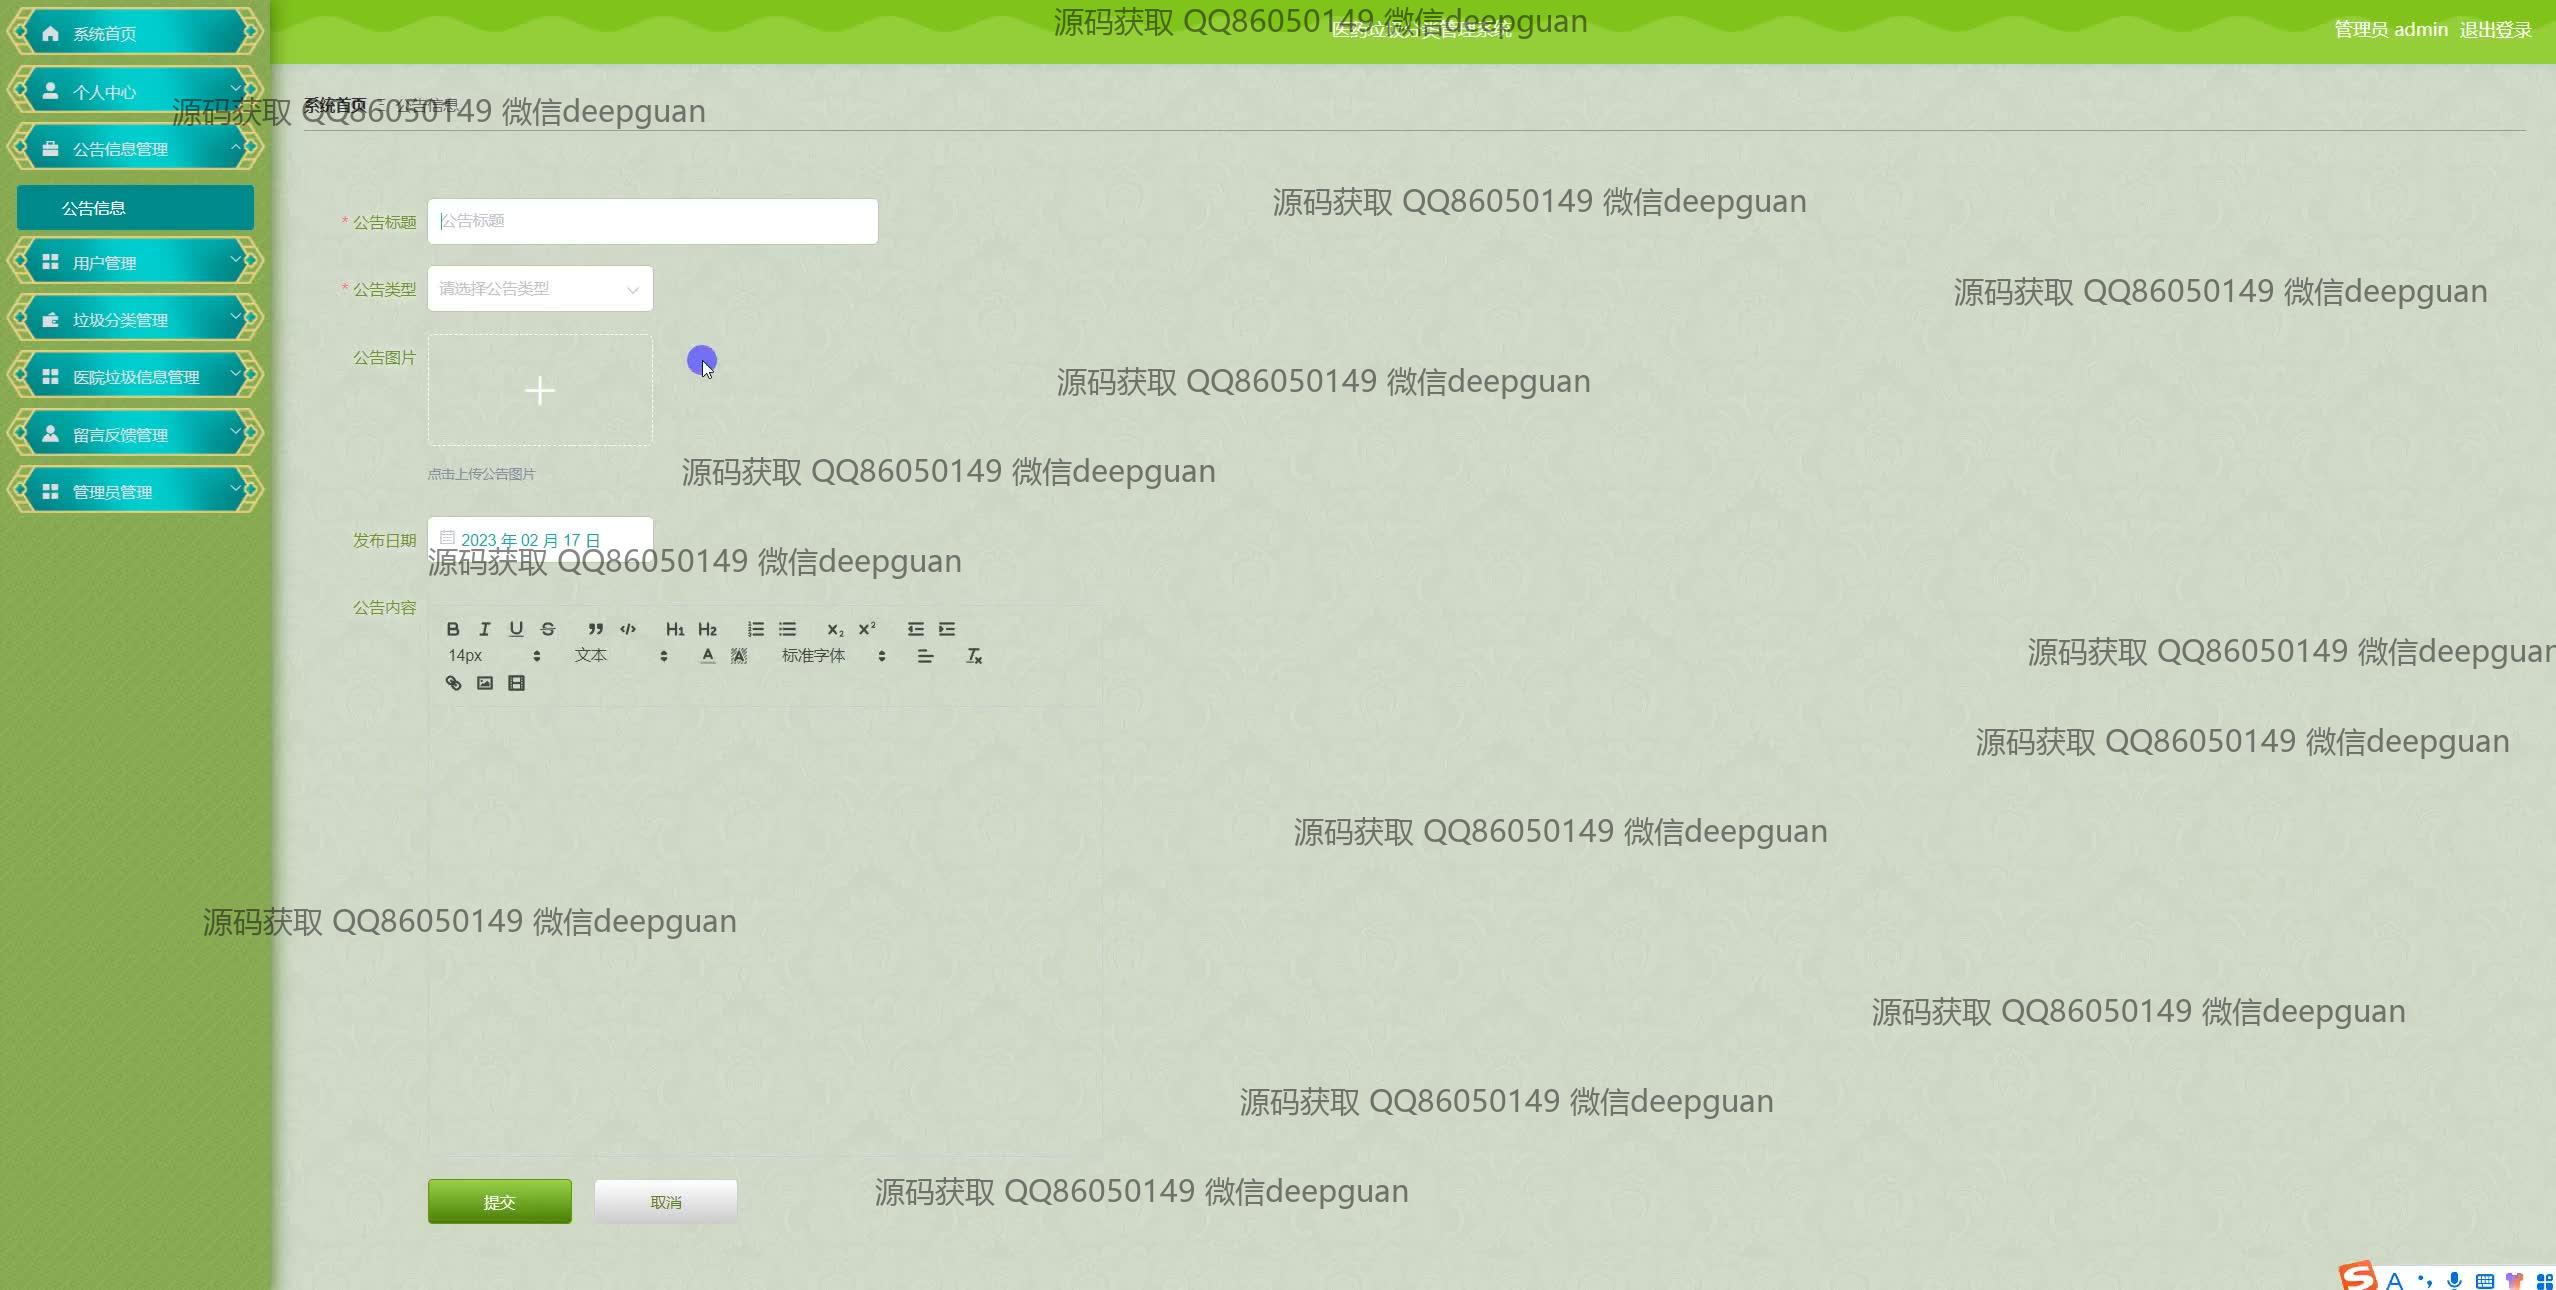 系统首页
个人中心
公告信息管理
公告信息
用户管理
垃圾分类管理
医院垃圾信息管理
留言反馈管理
管理员管理
源码获取 QQ86050149 微信deepguan
医药垃圾分类管理系统
管理员 admin 退出登录
系统首页
公告信息
源码获取 QQ86050149 微信deepguan
源码获取 QQ86050149 微信deepguan
* 公告标题
公告标题
源码获取 QQ86050149 微信deepguan
* 公告类型
请选择公告类型
公告图片
源码获取 QQ86050149 微信deepguan
点击上传公告图片
源码获取 QQ86050149 微信deepguan
发布日期
2023 年 02 月 17 日
源码获取 QQ86050149 微信deepguan
公告内容
B I U S H1 H2 X2 X2
14px 文本 A A 标准字体 Tx
源码获取 QQ86050149 微信deepguan
源码获取 QQ86050149 微信deepguan
源码获取 QQ86050149 微信deepguan
源码获取 QQ86050149 微信deepguan
源码获取 QQ86050149 微信deepguan
源码获取 QQ86050149 微信deepguan
提交
取消
源码获取 QQ86050149 微信deepguan
S A